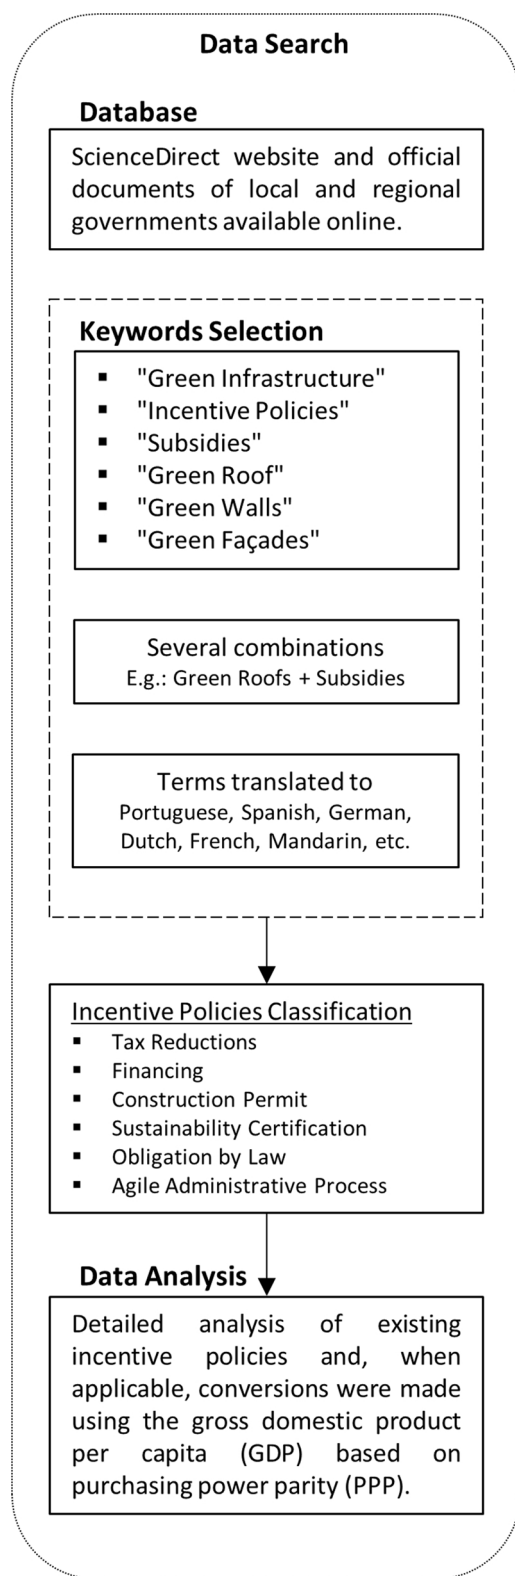 Data Search
Database
ScienceDirect website and official
documents of local and regional
governments available online.
Keywords Selection
▪ "Green Infrastructure"
▪ "Incentive Policies"
▪ "Subsidies"
▪ "Green Roof"
▪ "Green Walls"
▪ "Green Façades"
Several combinations
E.g.: Green Roofs + Subsidies
Terms translated to
Portuguese, Spanish, German,
Dutch, French, Mandarin, etc.
Incentive Policies Classification
▪ Tax Reductions
▪ Financing
▪ Construction Permit
▪ Sustainability Certification
▪ Obligation by Law
▪ Agile Administrative Process
Data Analysis
Detailed analysis of existing
incentive policies and, when
applicable, conversions were made
using the gross domestic product
per capita (GDP) based on
purchasing power parity (PPP).